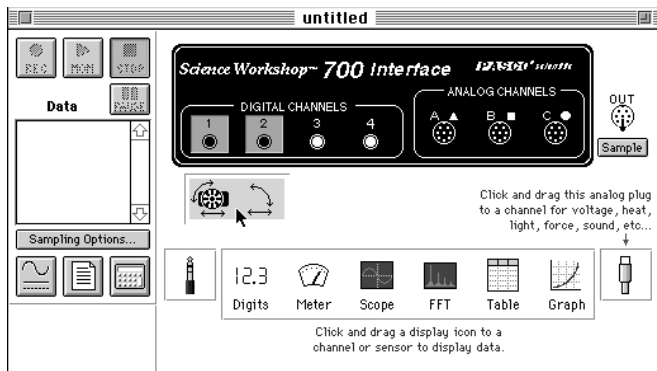 untitled
REC MON STOP
PAUSE
Data
Sampling Options...
Science Workshop™ 700 Interface PASCO scientific
DIGITAL CHANNELS
1 2 3 4
ANALOG CHANNELS
A B C
OUT
Sample
Click and drag this analog plug
to a channel for voltage, heat,
light, force, sound, etc...
12.3
Digits Meter Scope FFT Table Graph
Click and drag a display icon to a
channel or sensor to display data.